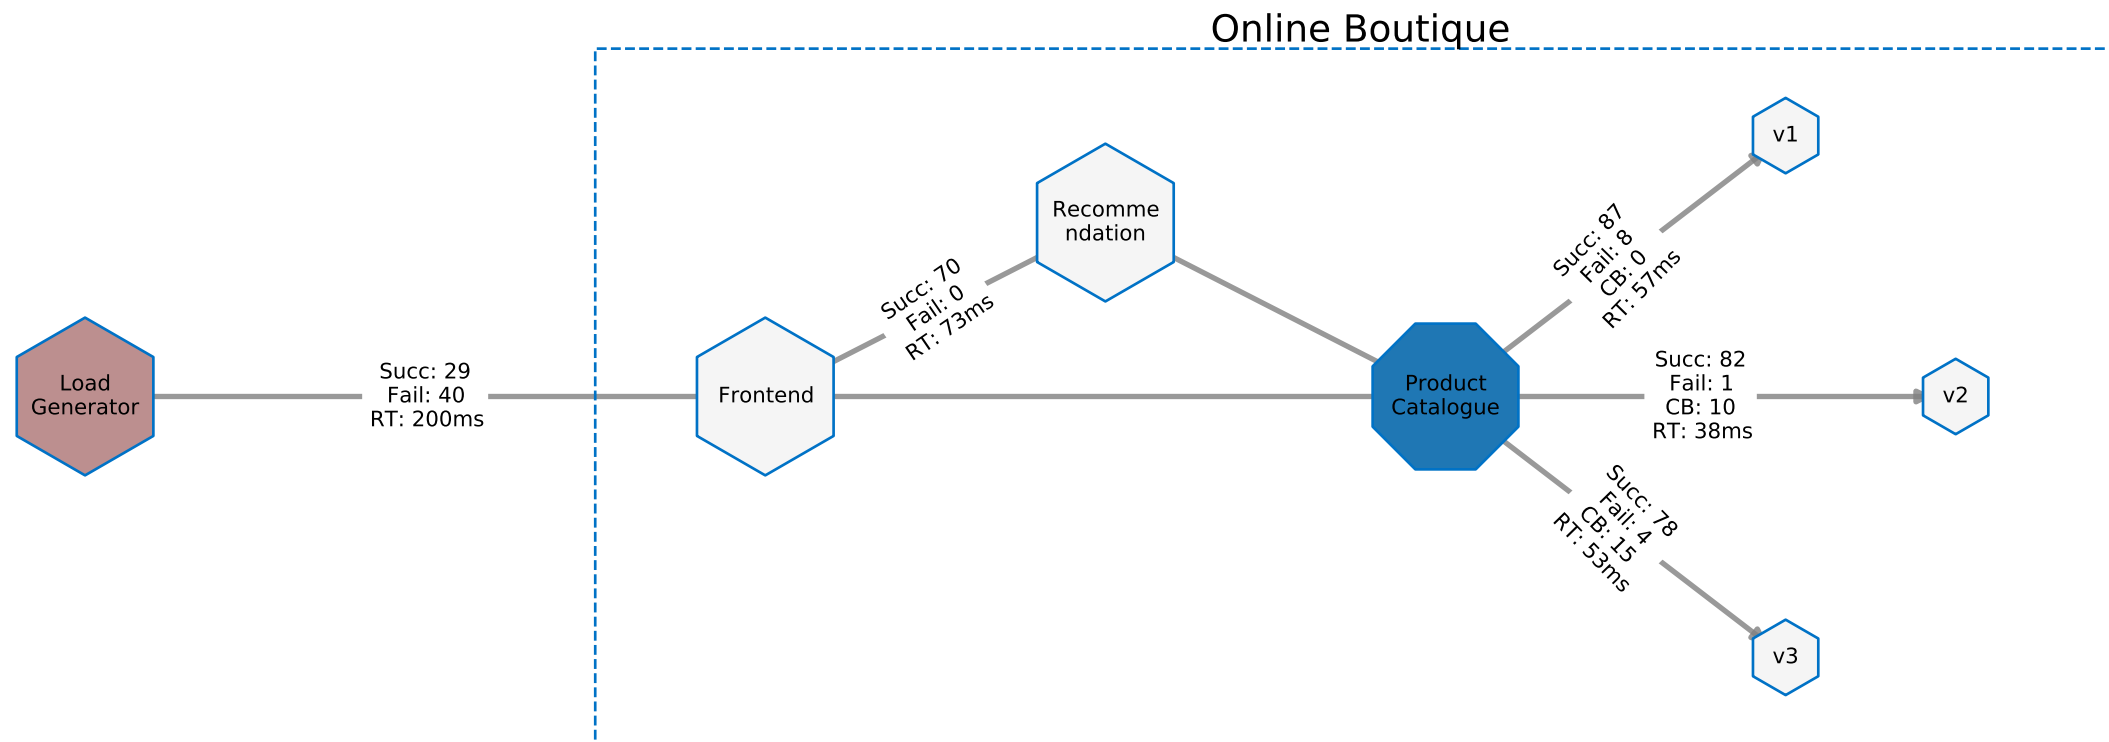 Online Boutique
Load
Generator
Succ: 29
Fail: 40
RT: 200ms
Frontend
Succ: 70
Fail: 0
RT: 73ms
Recomme
ndation
Product
Catalogue
Succ: 87
Fail: 8
CB: 0
RT: 57ms
v1
Succ: 82
Fail: 1
CB: 10
RT: 38ms
v2
Succ: 78
Fail: 4
CB: 15
RT: 53ms
v3